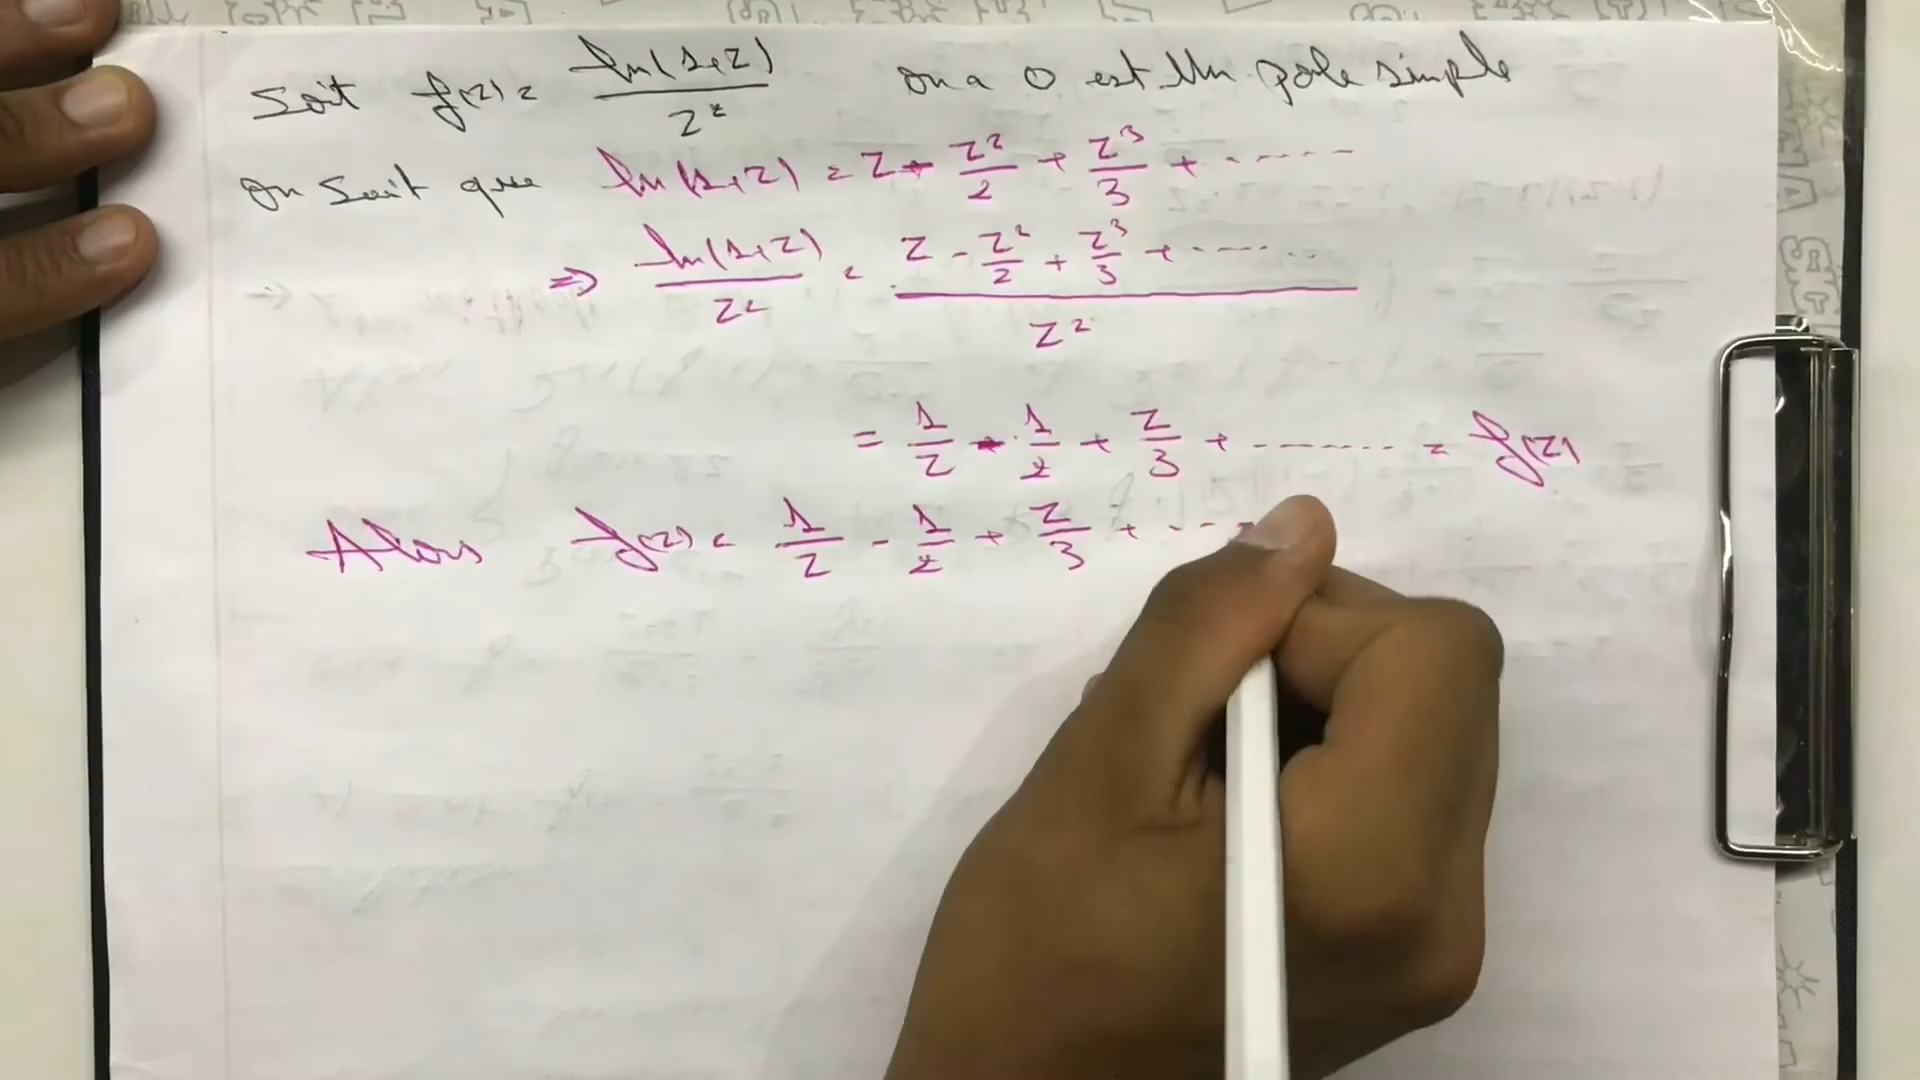 Soit f(z) = ln(1+z) / z² on a 0 est un pole simple
on sait que ln(1+z) = z - z²/2 + z³/3 + ......
=> ln(1+z) / z² = (z - z²/2 + z³/3 + ......) / z²
= 1/z - 1/2 + z/3 + ........ = f(z)
Alors f(z) = 1/z - 1/2 + z/3 + ....